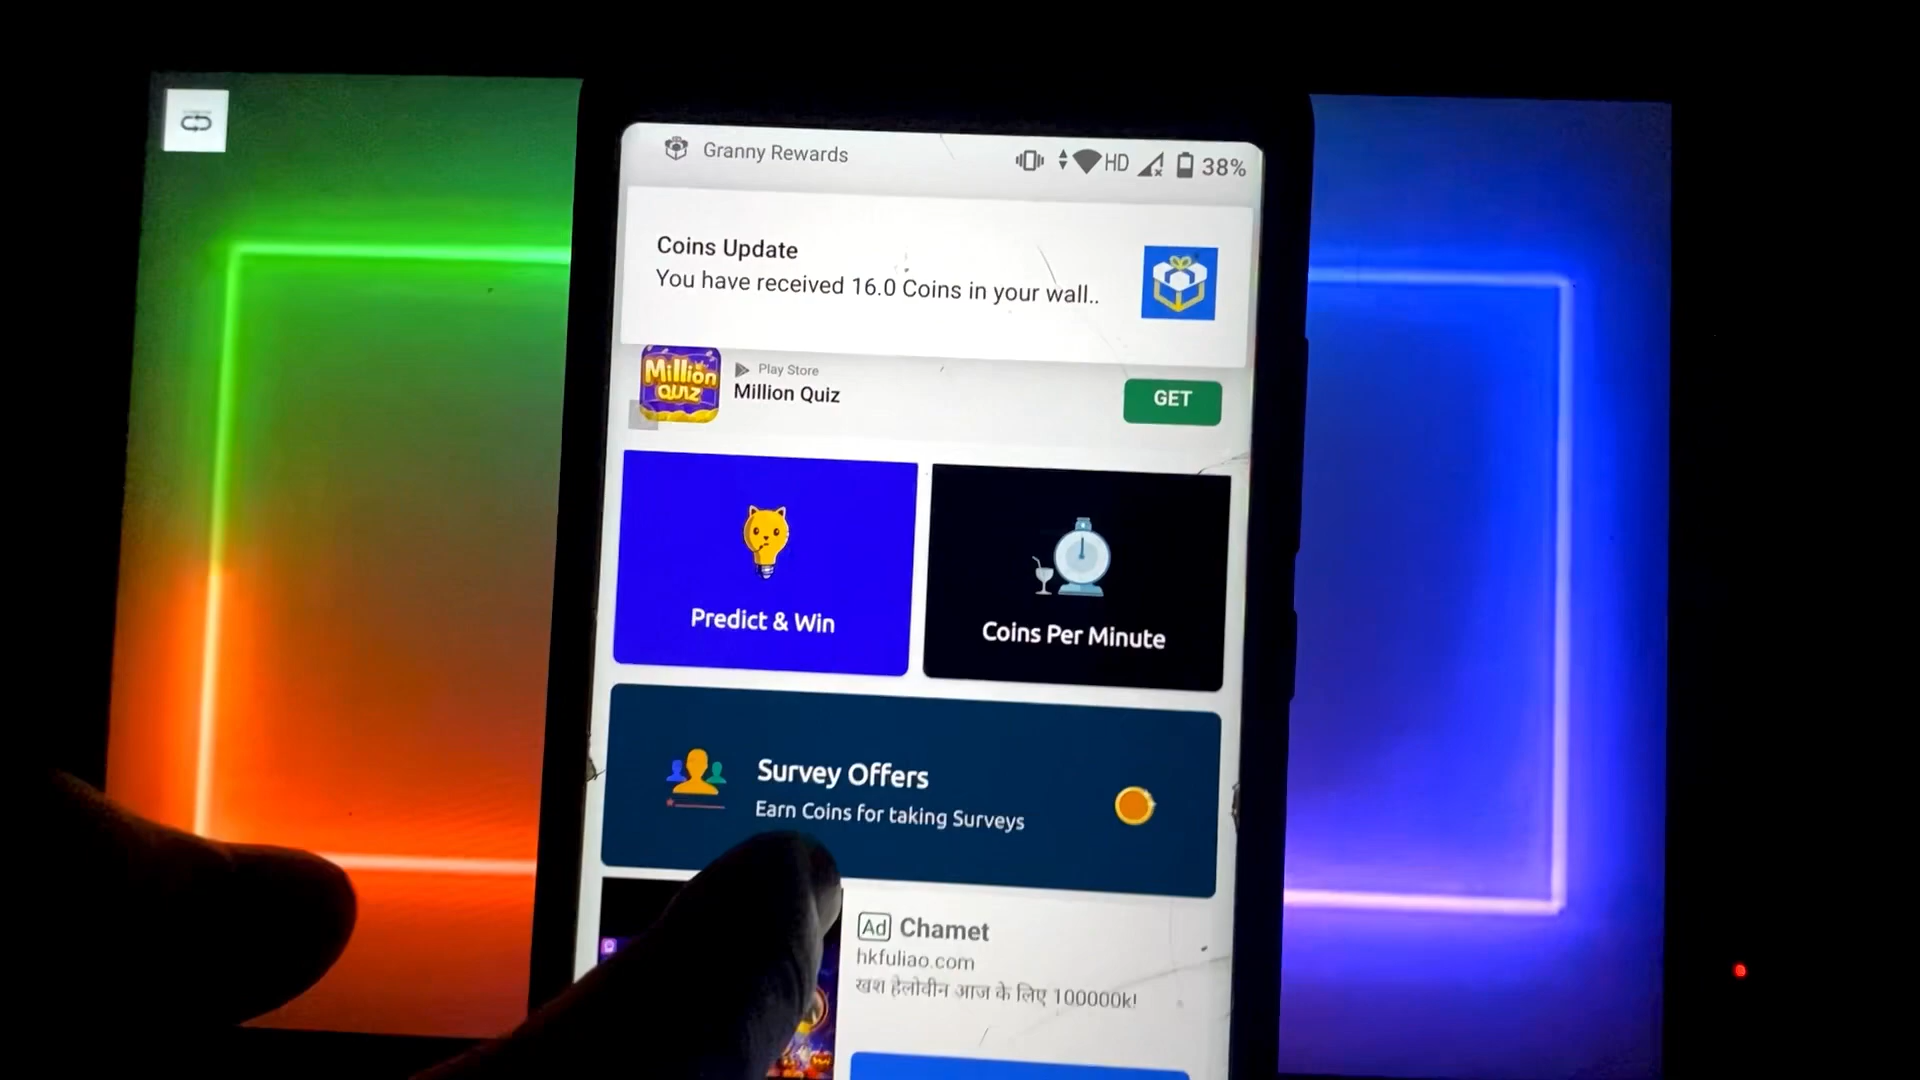 Granny Rewards
HD
38%
Coins Update
You have received 16.0 Coins in your wall..
Million
QUIZ
Play Store
Million Quiz
GET
Predict & Win
Coins Per Minute
Survey Offers
Earn Coins for taking Surveys
Ad Chamet
hkfuliao.com
खश हैलोवीन आज के लिए 100000k!